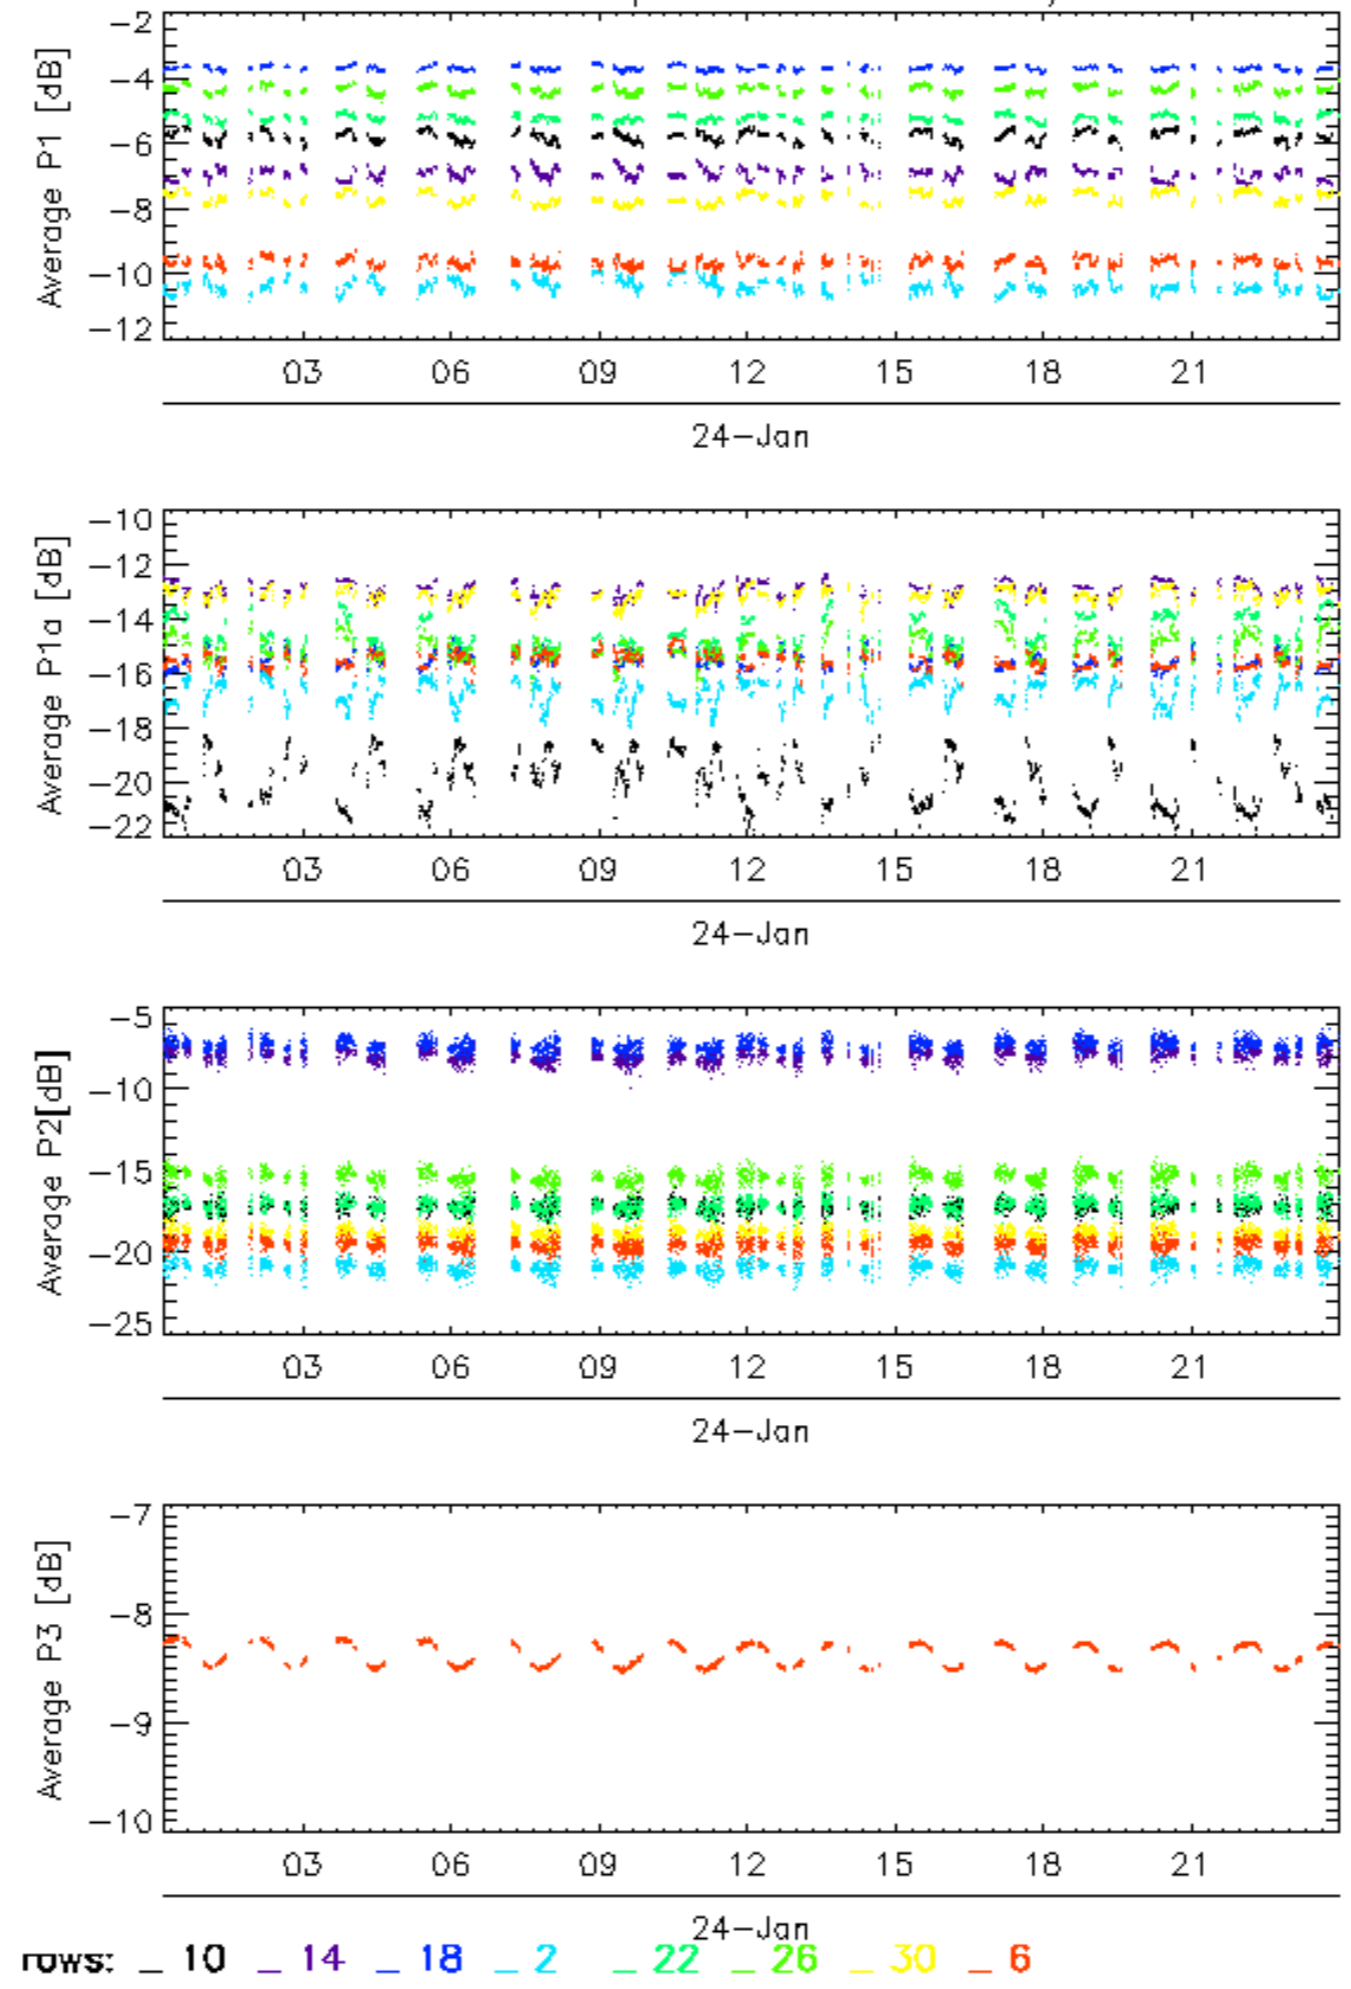 −2
−4
−6
−8
−10
−12
Average P1 [dB]
03 06 09 12 15 18 21
24−Jan
−10
−12
−14
−16
−18
−20
−22
Average P1a [dB]
03 06 09 12 15 18 21
24−Jan
−5
−10
−15
−20
−25
Average P2[dB]
03 06 09 12 15 18 21
24−Jan
−7
−8
−9
−10
Average P3 [dB]
03 06 09 12 15 18 21
24−Jan
rows: _ 10 _ 14 _ 18 _ 2 _ 22 _ 26 _ 30 _ 6